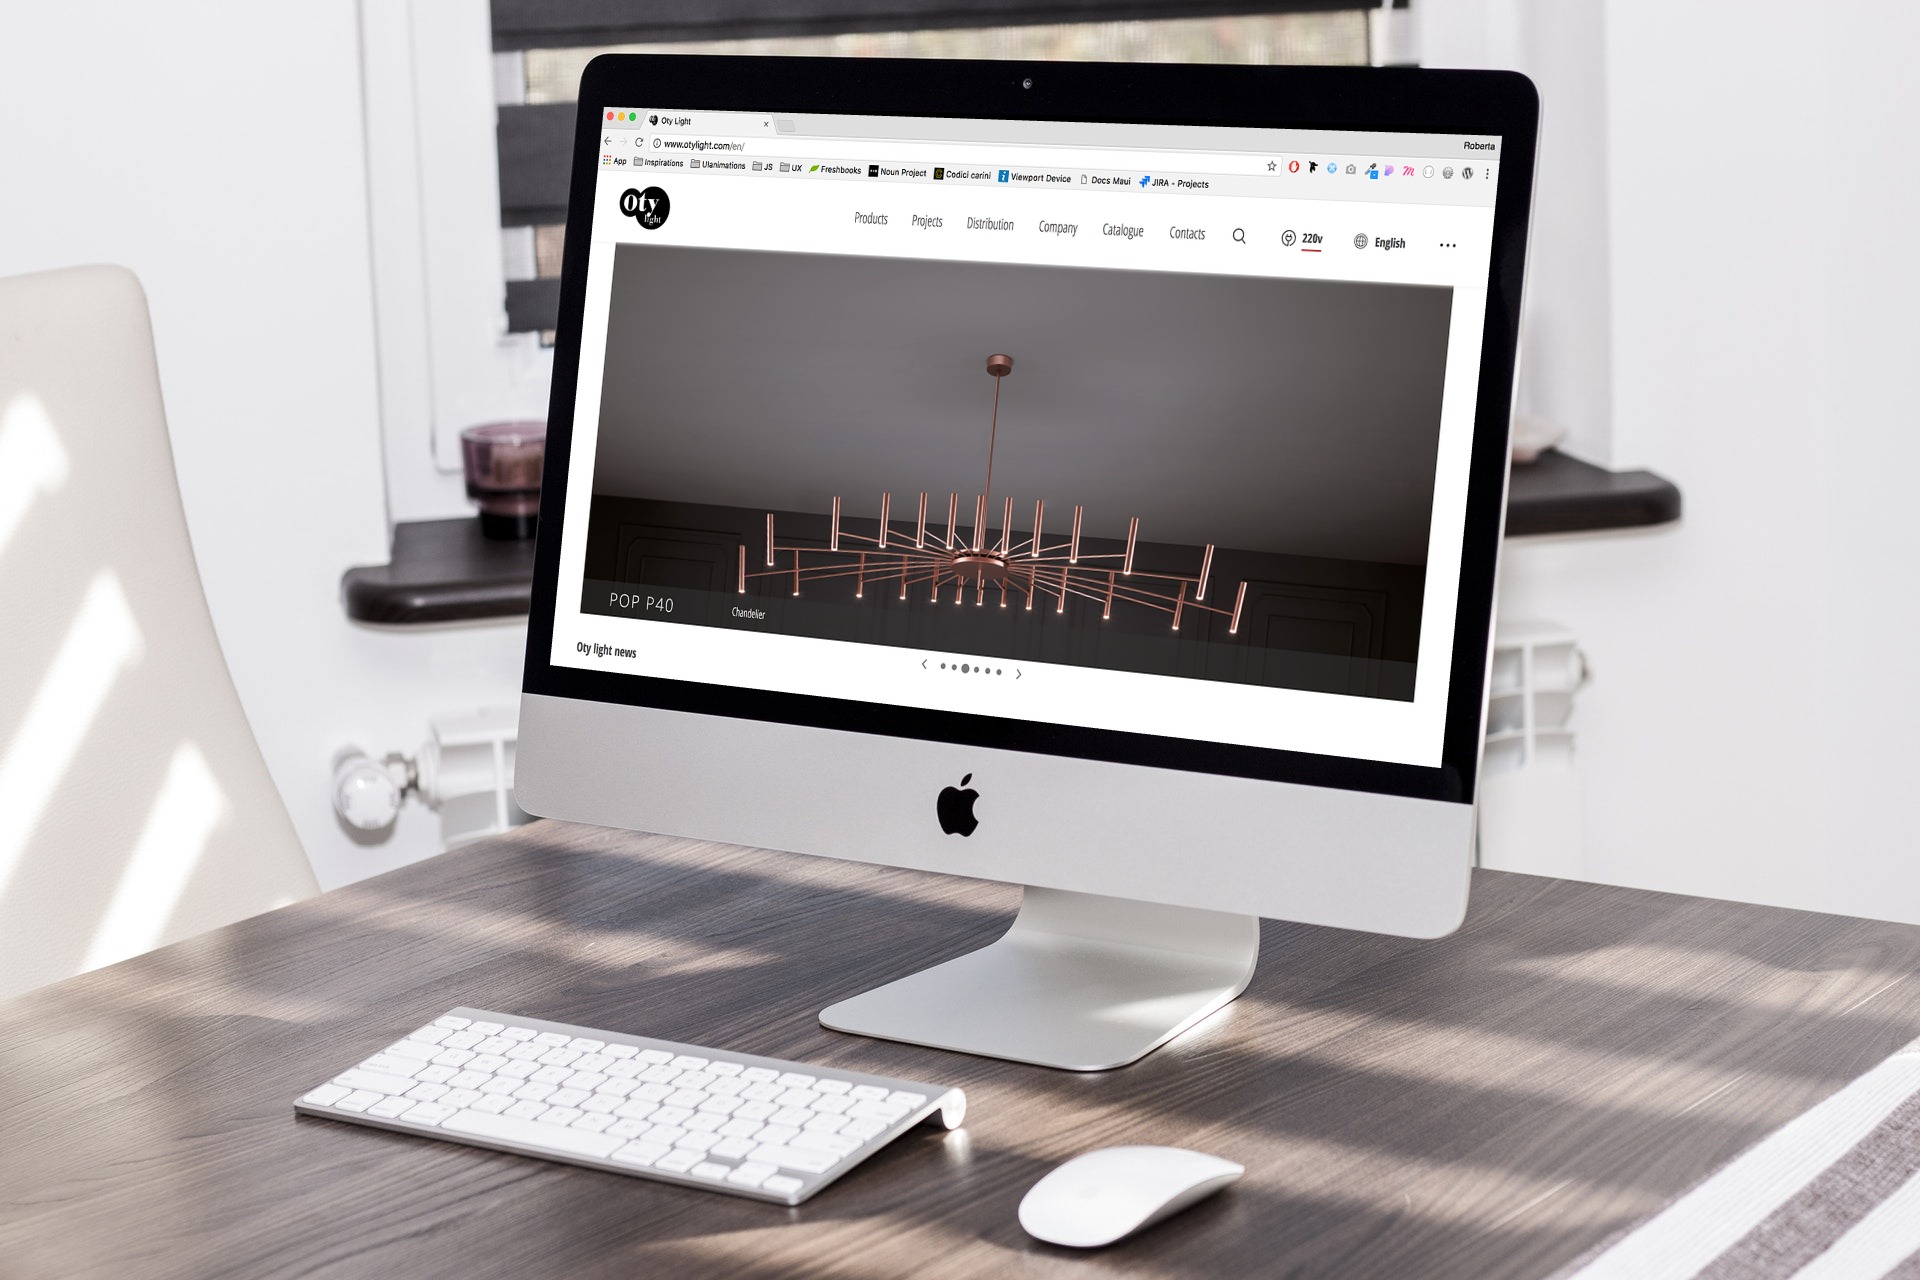 Oty Light
Roberta
www.otylight.com/en/
App Inspirations UIanimations JS UX Freshbooks Noun Project Codici carini Viewport Device Docs Maui JIRA - Projects
Oty
light
Products Projects Distribution Company Catalogue Contacts 220v English
POP P40 Chandelier
Oty light news